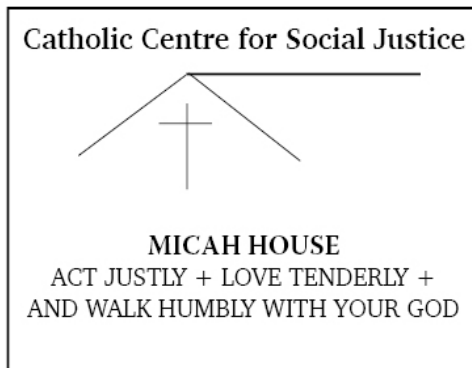 Catholic Centre for Social Justice
MICAH HOUSE
ACT JUSTLY + LOVE TENDERLY +
AND WALK HUMBLY WITH YOUR GOD